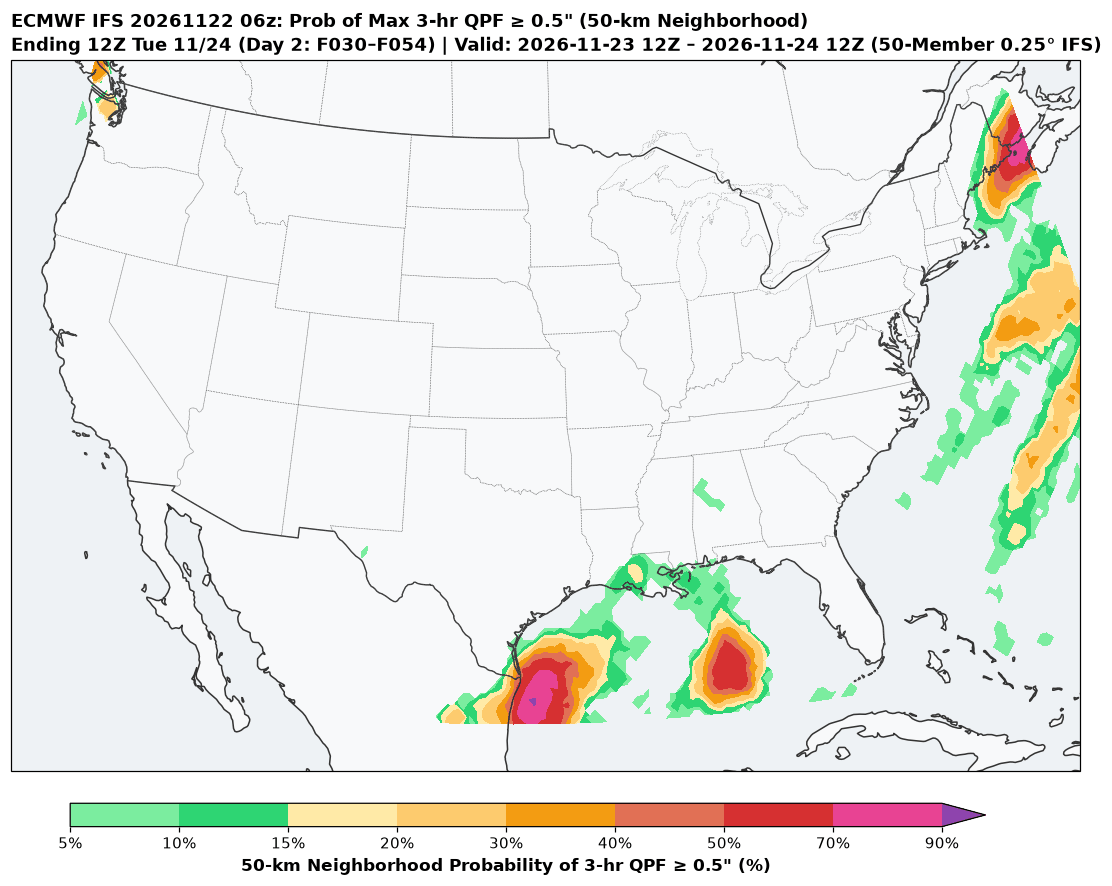 ECMWF IFS 20261122 06z: Prob of Max 3-hr QPF ≥ 0.5" (50-km Neighborhood)
Ending 12Z Tue 11/24 (Day 2: F030–F054) | Valid: 2026-11-23 12Z – 2026-11-24 12Z (50-Member 0.25° IFS)
5% 10% 15% 20% 30% 40% 50% 70% 90%
50-km Neighborhood Probability of 3-hr QPF ≥ 0.5" (%)